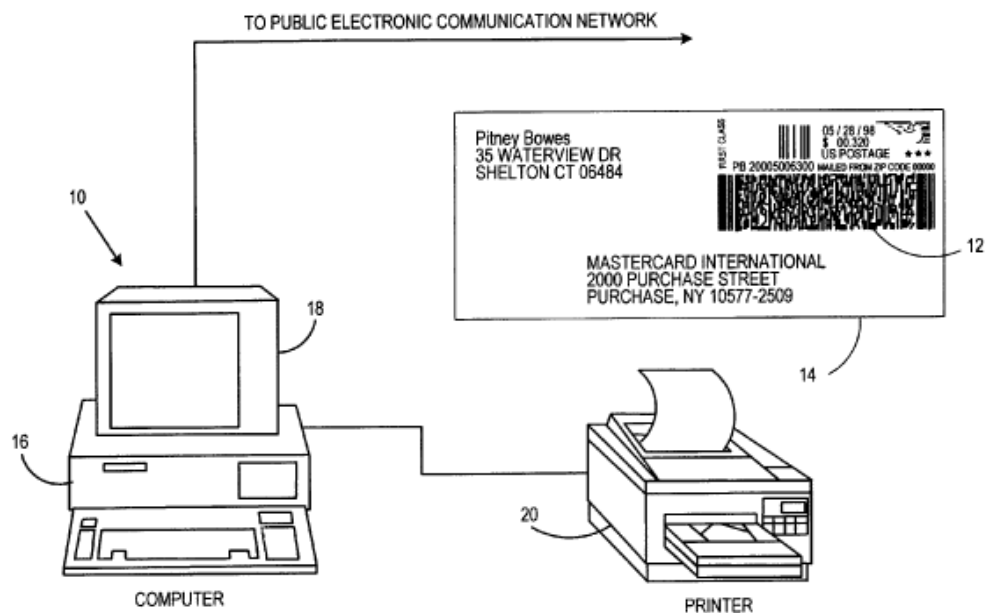 TO PUBLIC ELECTRONIC COMMUNICATION NETWORK
Pitney Bowes
35 WATERVIEW DR
SHELTON CT 06484
FIRST CLASS
05 / 28 / 98
$ 00.320
US POSTAGE
PB 20005006300 MAILED FROM ZIP CODE 00000
12
MASTERCARD INTERNATIONAL
2000 PURCHASE STREET
PURCHASE, NY 10577-2509
14
10
18
16
20
COMPUTER
PRINTER